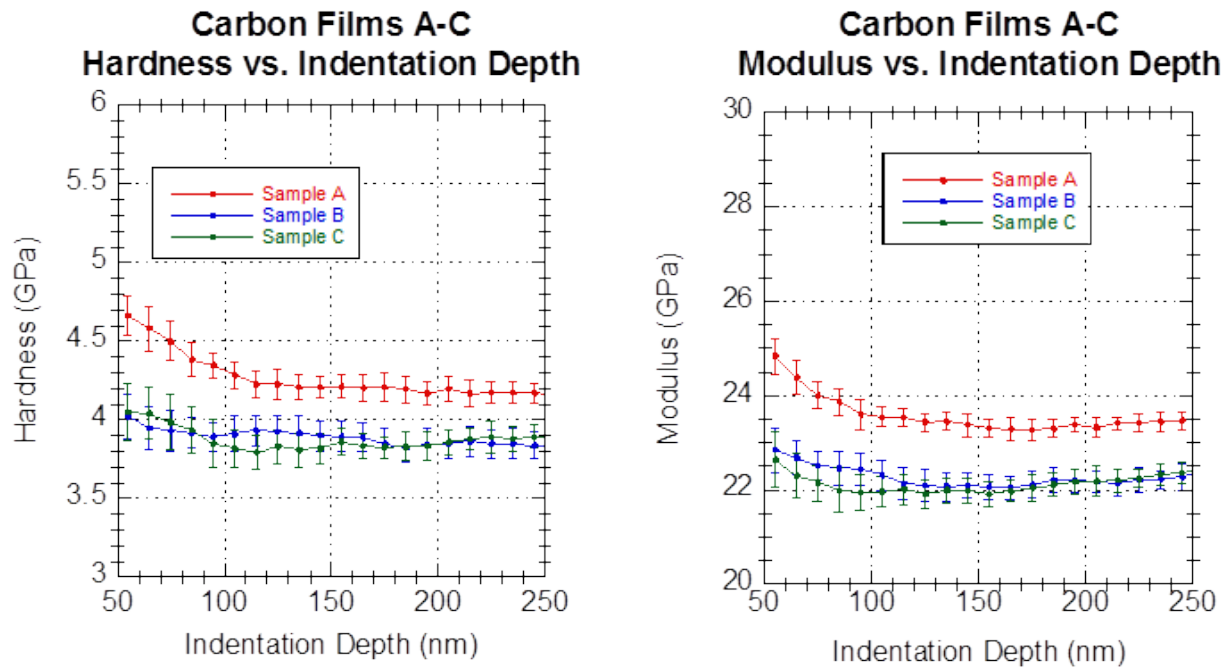 Carbon Films A-C
Hardness vs. Indentation Depth
6
5.5
5
4.5
4
3.5
3
Hardness (GPa)
Sample A
Sample B
Sample C
50
100
150
200
250
Indentation Depth (nm)
Carbon Films A-C
Modulus vs. Indentation Depth
30
28
26
24
22
20
Modulus (GPa)
Sample A
Sample B
Sample C
50
100
150
200
250
Indentation Depth (nm)